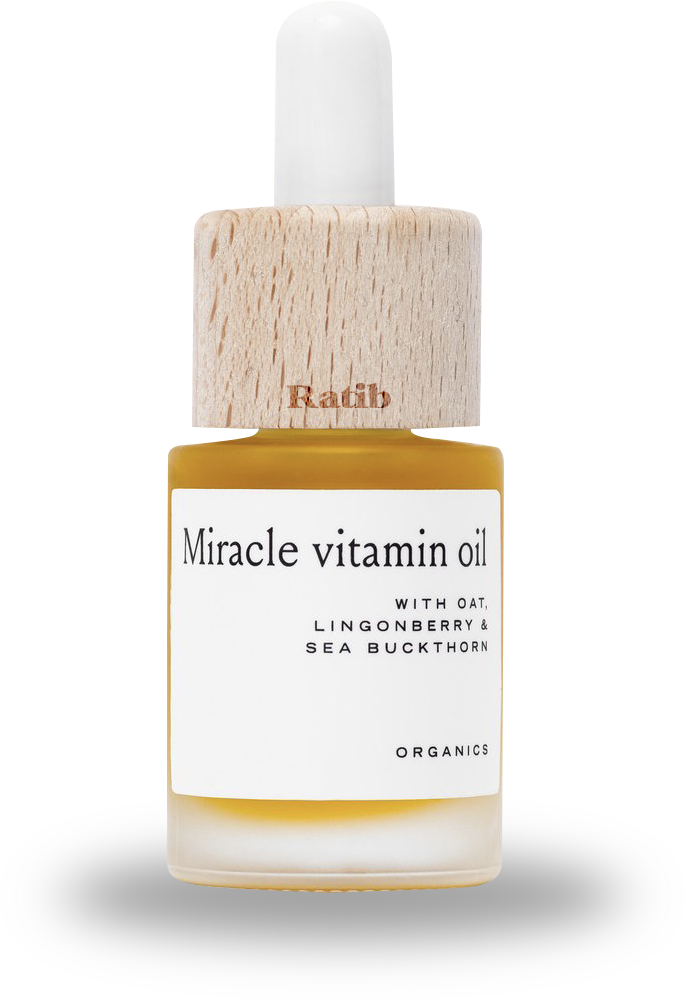 Ratib
Miracle vitamin oil
WITH OAT,
LINGONBERRY &
SEA BUCKTHORN
ORGANICS